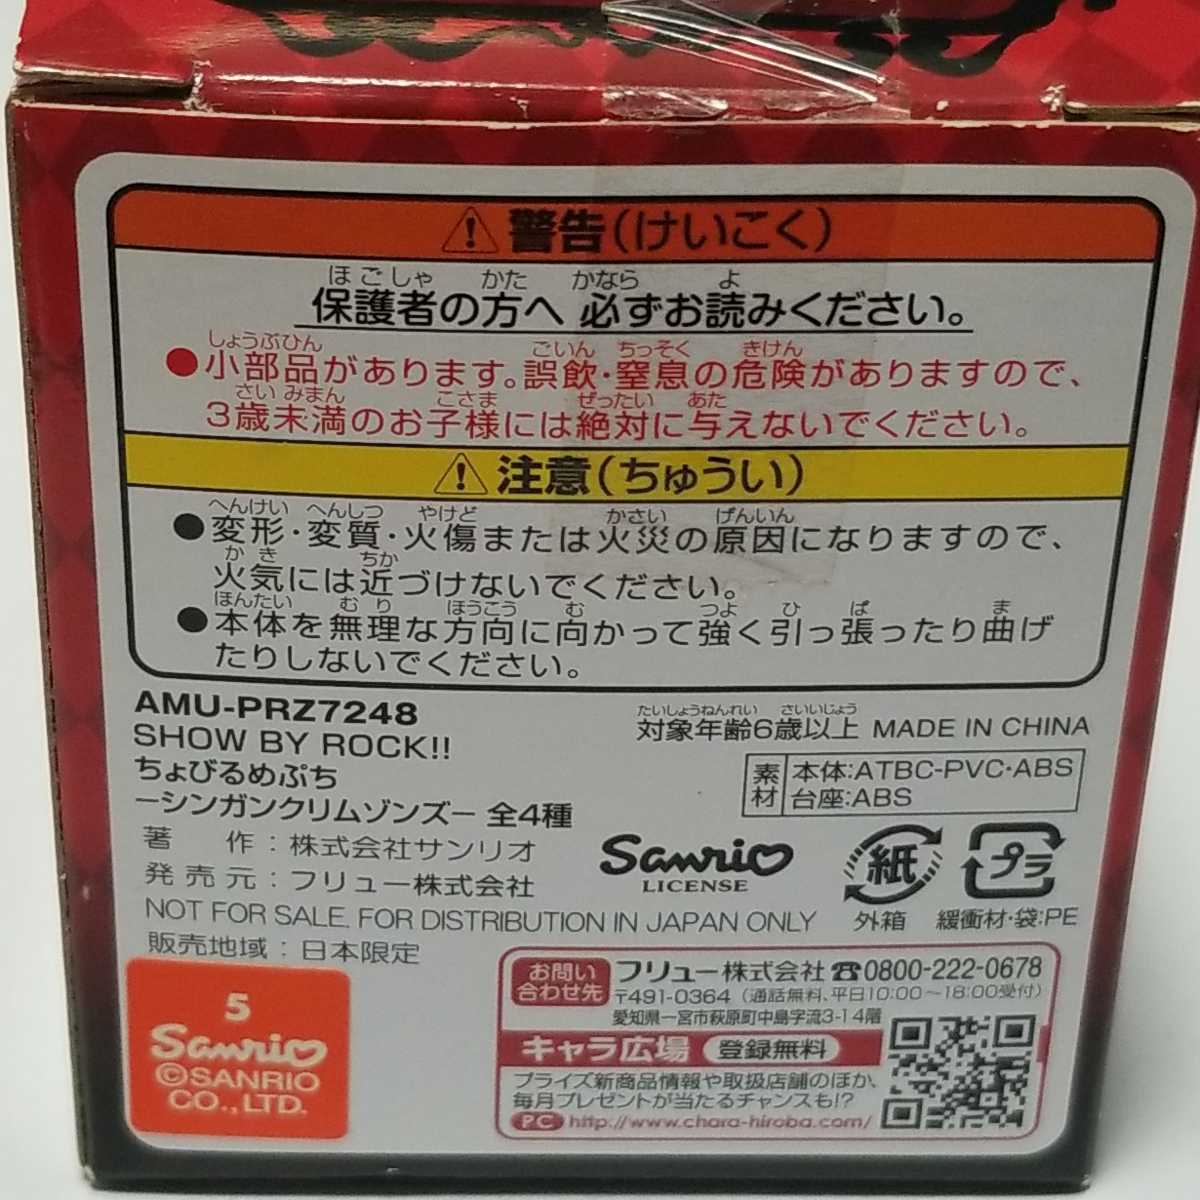 ⚠警告(けいこく)
ほごしゃ かた かなら よ
保護者の方へ 必ずお読みください。
しょうぶひん ごいん ちっそく きけん
●小部品があります。誤飲・窒息の危険がありますので、
さい みまん こさま ぜったい あた
3歳未満のお子様には絶対に与えないでください。
⚠注意(ちゅうい)
へんけい へんしつ やけど かさい げんいん
●変形・変質・火傷または火災の原因になりますので、
かき ちか
火気には近づけないでください。
ほんたい むり ほうこう む つよ ひ ば ま
●本体を無理な方向に向かって強く引っ張ったり曲げ
たりしないでください。
AMU-PRZ7248
SHOW BY ROCK!!
ちょびるめぷち
ーシンガンクリムゾンズー 全4種
著 作:株式会社サンリオ
発売元:フリュー株式会社
NOT FOR SALE. FOR DISTRIBUTION IN JAPAN ONLY
販売地域:日本限定
たいしょうねんれい さいいじょう
対象年齢6歳以上 MADE IN CHINA
素材 本体:ATBC-PVC・ABS
台座:ABS
Sanrio
LICENSE
紙
外箱
プラ
緩衝材・袋:PE
5
Sanrio
©SANRIO
CO.,LTD.
お問い合わせ先 フリュー株式会社 ☎0800-222-0678
〒491-0364(通話無料、平日10:00〜18:00受付)
愛知県一宮市萩原町中島字流3-14階
キャラ広場 登録無料
プライズ新商品情報や取扱店舗のほか、
毎月プレゼントが当たるチャンスも!?
PC http://www.chara-hiroba.com/